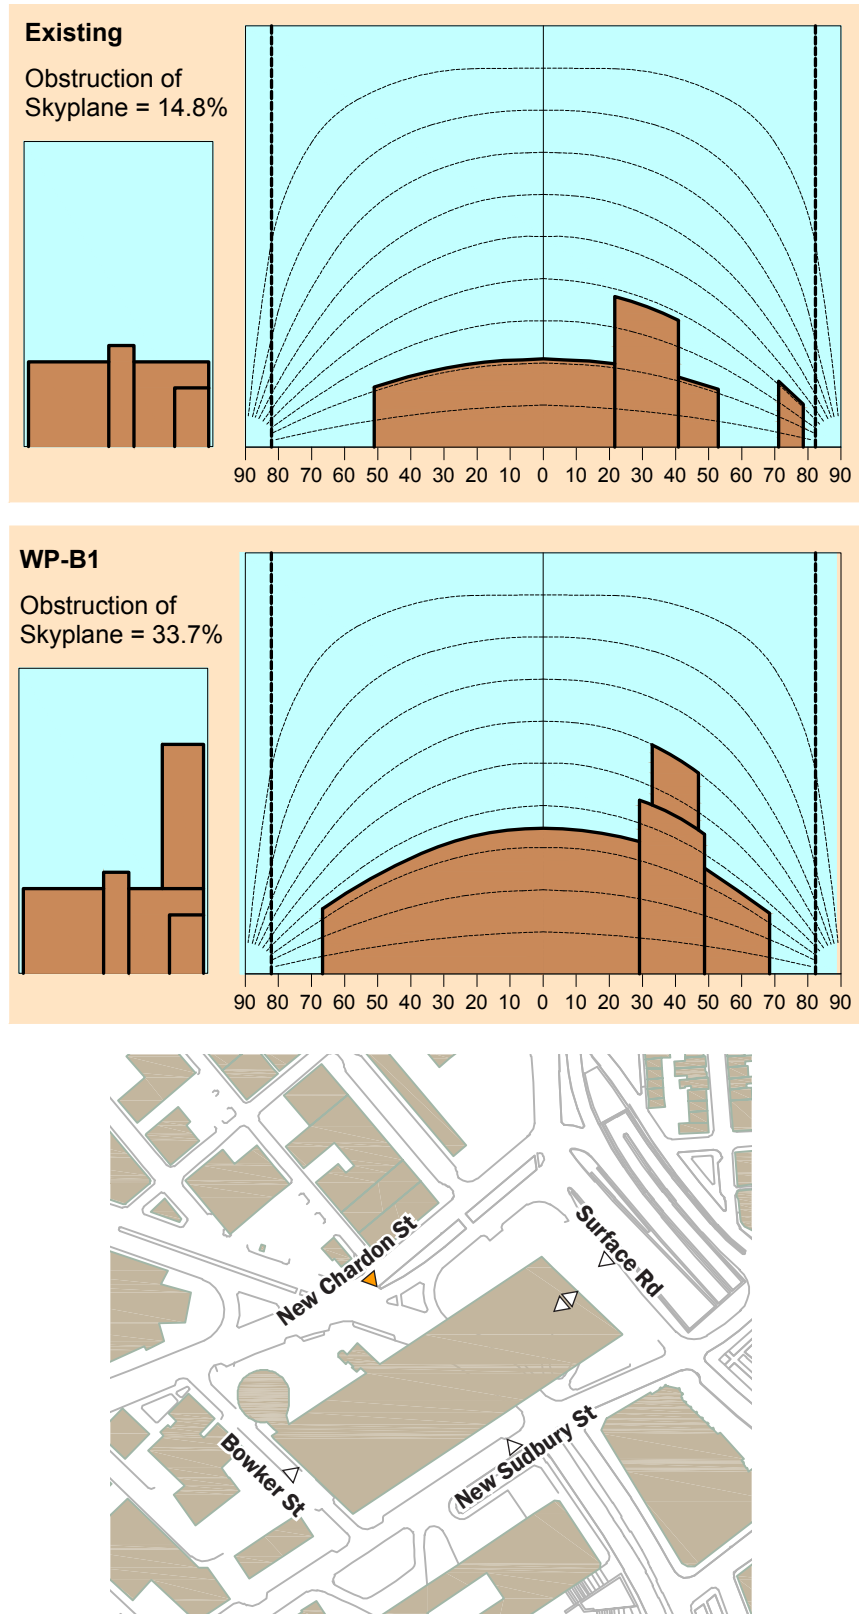 Existing
Obstruction of
Skyplane = 14.8%
90 80 70 60 50 40 30 20 10 0 10 20 30 40 50 60 70 80 90
WP-B1
Obstruction of
Skyplane = 33.7%
90 80 70 60 50 40 30 20 10 0 10 20 30 40 50 60 70 80 90
New Chardon St
Surface Rd
Bowker St
New Sudbury St